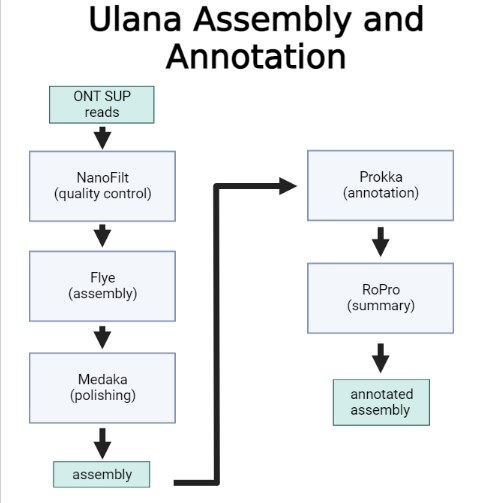 Ulana Assembly and
Annotation
ONT SUP
reads
NanoFilt
(quality control)
Flye
(assembly)
Medaka
(polishing)
assembly
Prokka
(annotation)
RoPro
(summary)
annotated
assembly